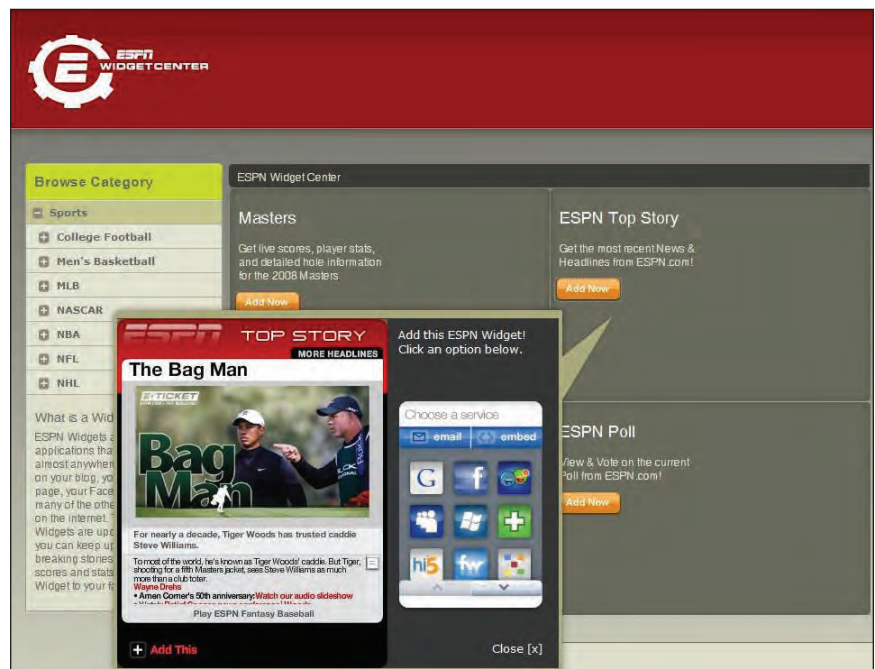 ESPN
WIDGETCENTER
Browse Category
Sports
College Football
Men's Basketball
MLB
NASCAR
NBA
NFL
NHL
What is a Wid
ESPN Widgets a
applications tha
almost anywher
on your blog, yo
page, your Face
many of the othe
on the internet.
Widgets are upd
you can keep up
breaking stories
scores and stats
Widget to your fa
ESPN Widget Center
Masters
Get live scores, player stats,
and detailed hole information
for the 2008 Masters
Add Now
ESPN Top Story
Get the most recent News &
Headlines from ESPN.com!
Add Now
ESPN Poll
View & Vote on the current
Poll from ESPN.com!
Add Now
ESPN TOP STORY
MORE HEADLINES
The Bag Man
E-TICKET
Bag
Man
For nearly a decade, Tiger Woods has trusted caddie
Steve Williams.
To most of the world, he's known as Tiger Woods' caddie. But Tiger,
shooting for a fifth Masters jacket, sees Steve Williams as much
more than a club toter.
Wayne Drehs
• Amen Corner's 50th anniversary: Watch our audio slideshow
Play ESPN Fantasy Baseball
Add This
Add this ESPN Widget!
Click an option below.
Choose a service
email
embed
G
f
hi5
fw
Close [x]